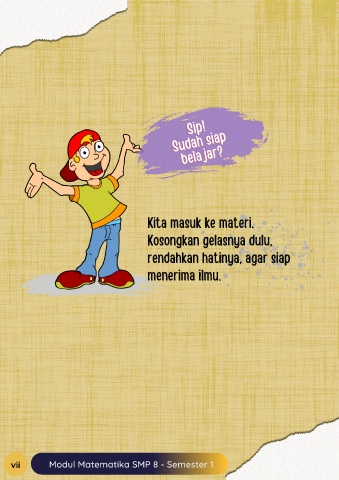 Sip!
Sudah siap
belajar?
Kita masuk ke materi.
Kosongkan gelasnya dulu,
rendahkan hatinya, agar siap
menerima ilmu.
vii
Modul Matematika SMP 8 - Semester 1